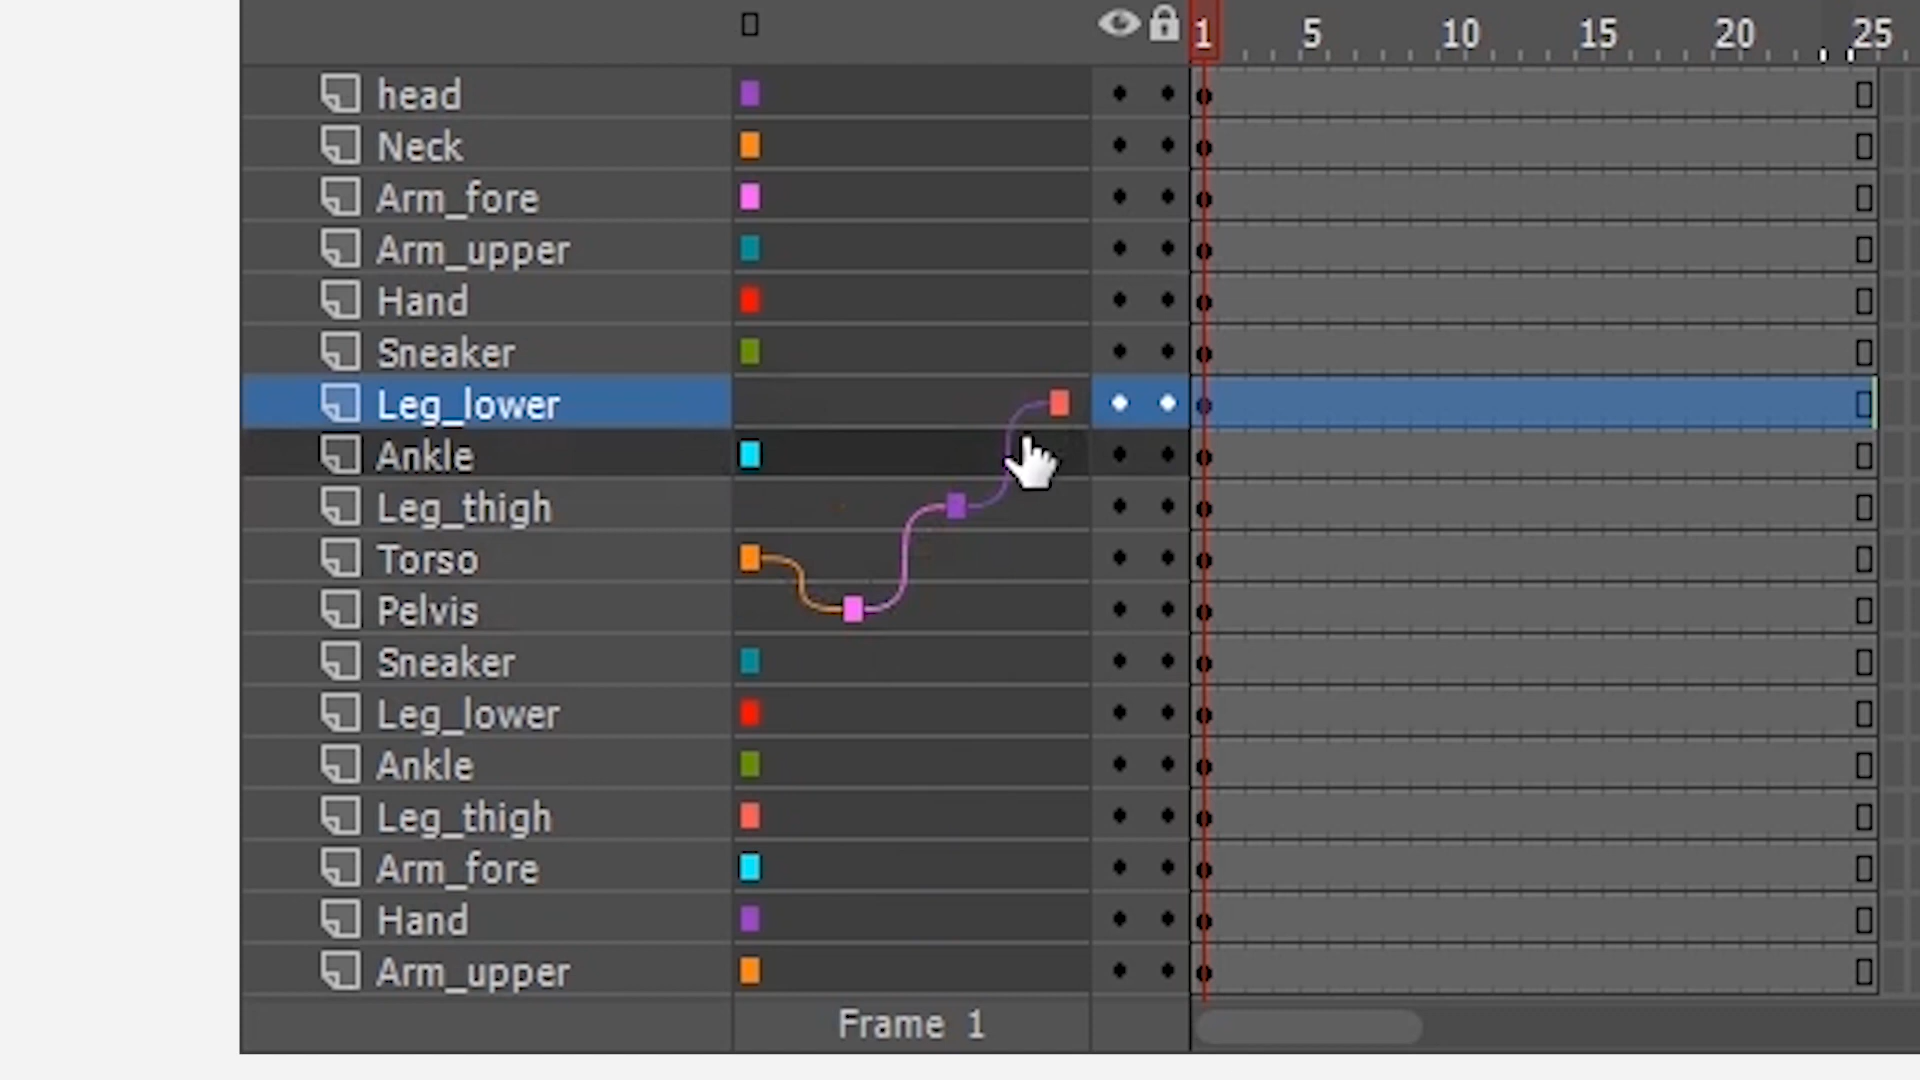 1 5 10 15 20 25
head
Neck
Arm_fore
Arm_upper
Hand
Sneaker
Leg_lower
Ankle
Leg_thigh
Torso
Pelvis
Sneaker
Leg_lower
Ankle
Leg_thigh
Arm_fore
Hand
Arm_upper
Frame 1